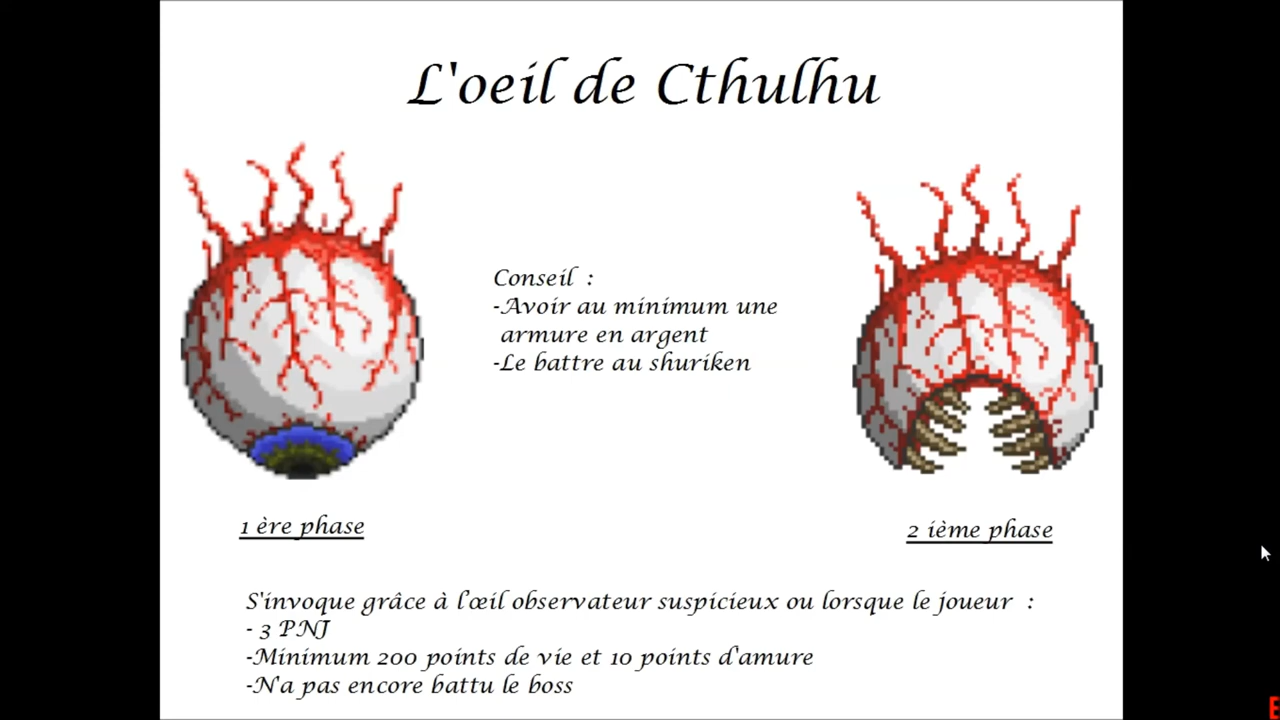 L'oeil de Cthulhu
Conseil :
-Avoir au minimum une
armure en argent
-Le battre au shuriken
1 ère phase
2 ième phase
S'invoque grâce à l'œil observateur suspicieux ou lorsque le joueur :
- 3 PNJ
-Minimum 200 points de vie et 10 points d'amure
-N'a pas encore battu le boss